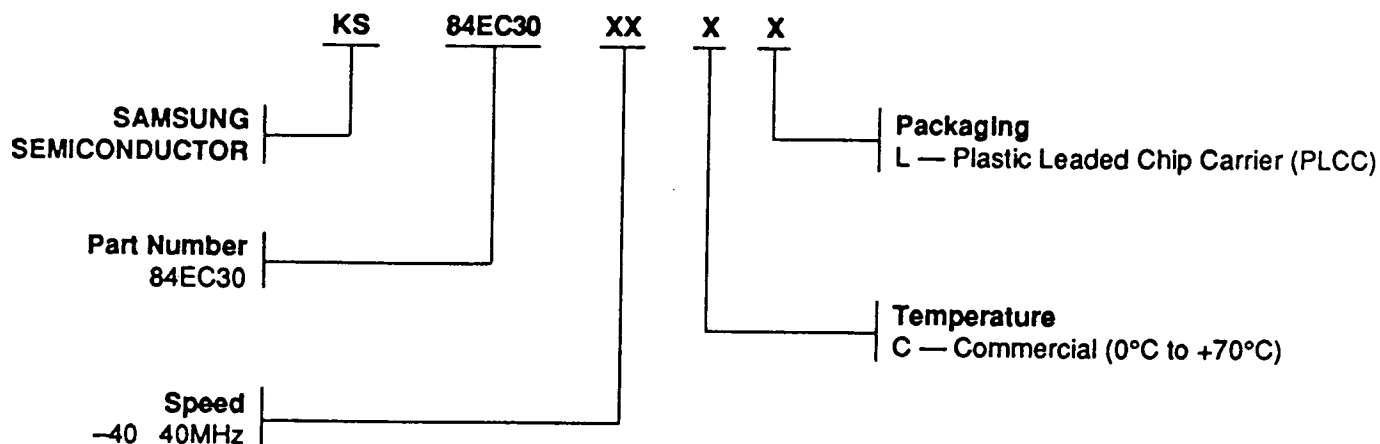 KS 84EC30 XX X X
SAMSUNG
SEMICONDUCTOR
Packaging
L — Plastic Leaded Chip Carrier (PLCC)
Part Number
84EC30
Temperature
C — Commercial (0°C to +70°C)
Speed
–40 40MHz